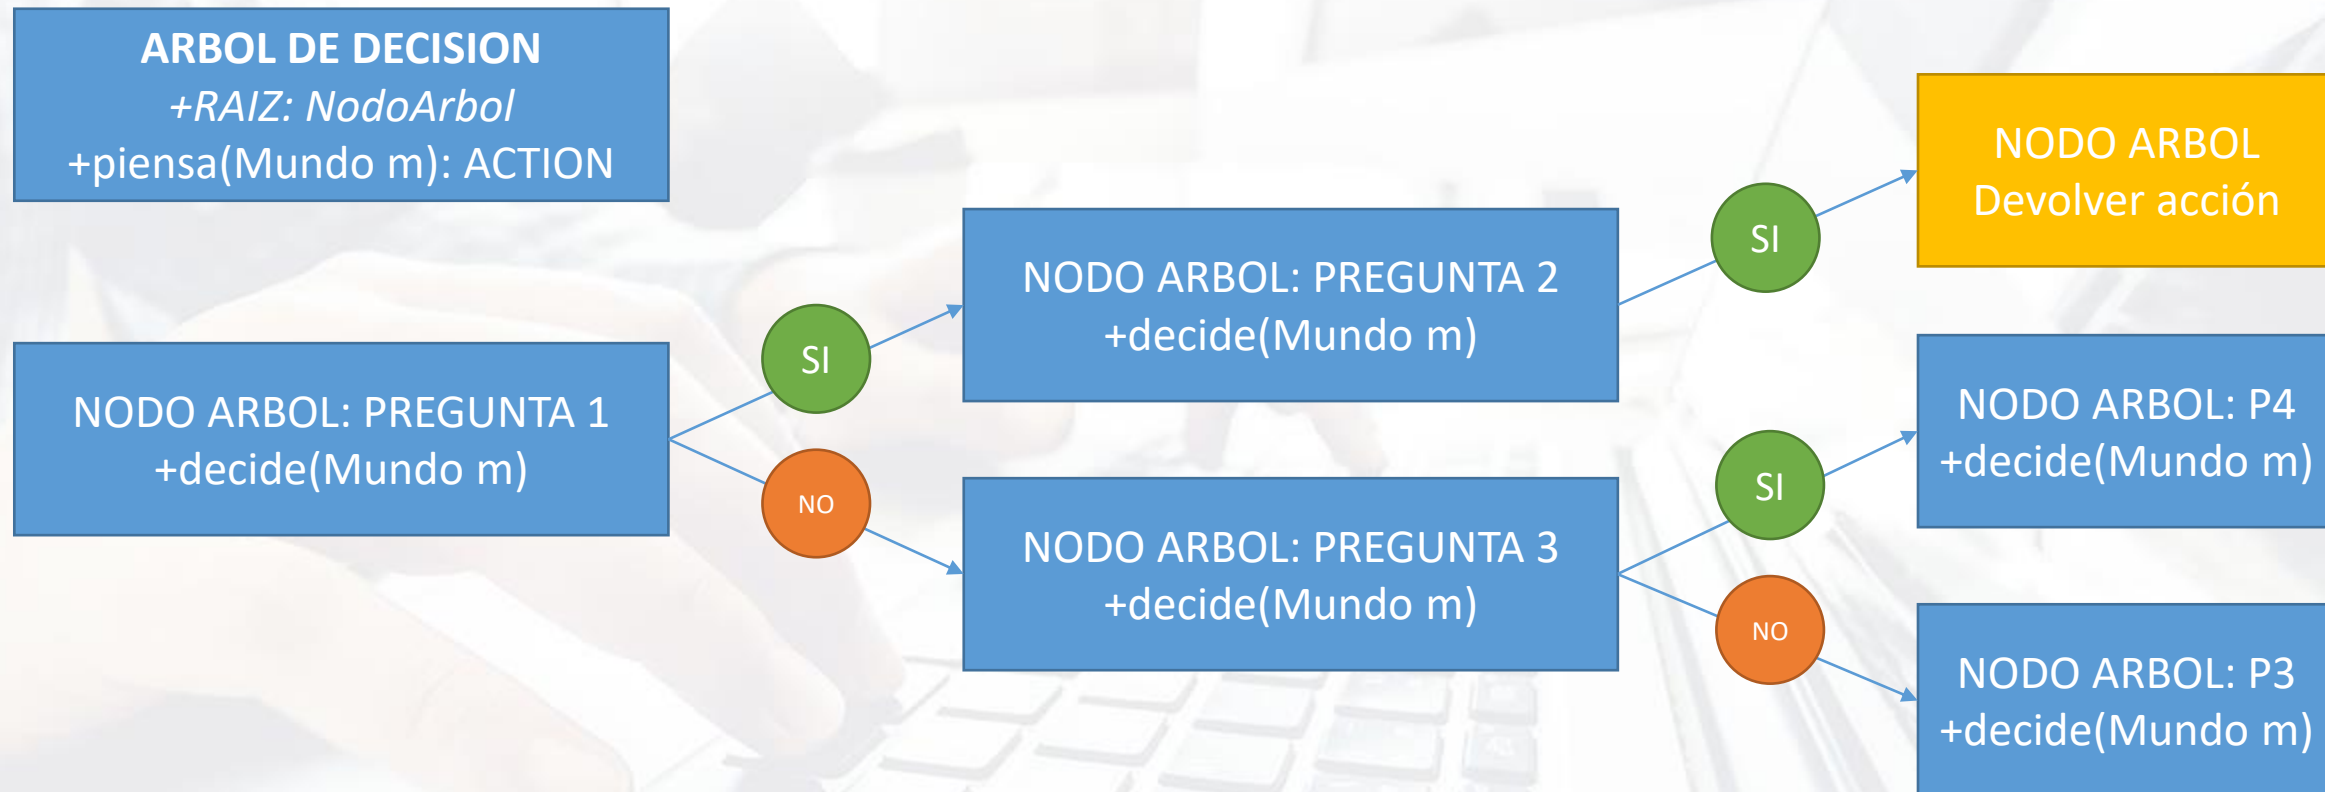 ARBOL DE DECISION
+RAIZ: NodoArbol
+piensa(Mundo m): ACTION
NODO ARBOL: PREGUNTA 1
+decide(Mundo m)
SI
NO
NODO ARBOL: PREGUNTA 2
+decide(Mundo m)
NODO ARBOL: PREGUNTA 3
+decide(Mundo m)
SI
SI
NO
NODO ARBOL
Devolver acción
NODO ARBOL: P4
+decide(Mundo m)
NODO ARBOL: P3
+decide(Mundo m)